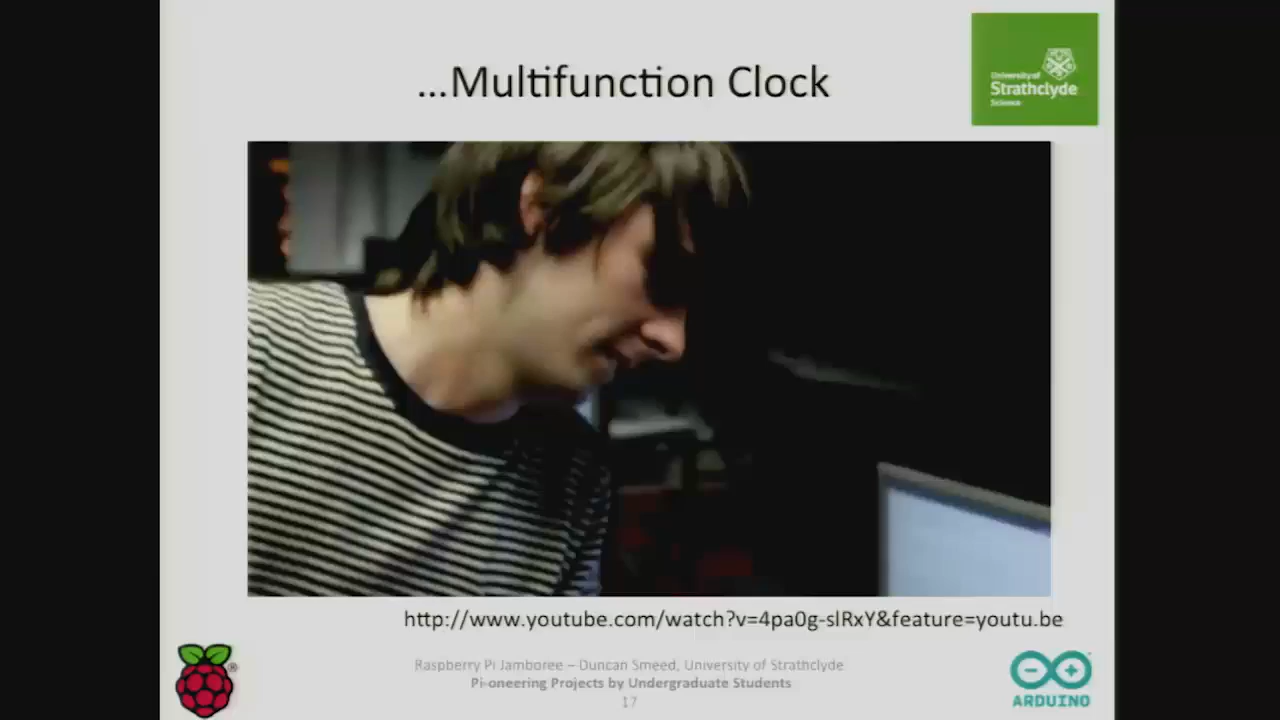 ...Multifunction Clock
University of
Strathclyde
Science
http://www.youtube.com/watch?v=4pa0g-slRxY&feature=youtu.be
Raspberry Pi Jamboree – Duncan Smeed, University of Strathclyde
Pi-oneering Projects by Undergraduate Students
17
ARDUINO